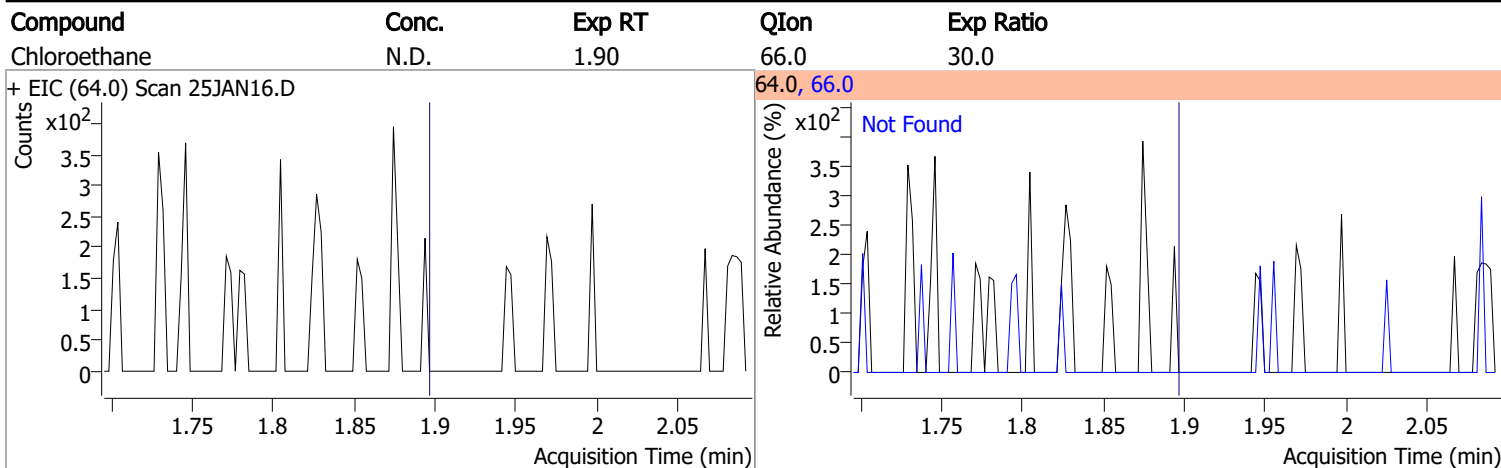 Compound Conc. Exp RT QIon Exp Ratio
Chloroethane N.D. 1.90 66.0 30.0
+ EIC (64.0) Scan 25JAN16.D
Counts
x10²
3.5
3
2.5
2
1.5
1
0.5
0
1.75 1.8 1.85 1.9 1.95 2 2.05
Acquisition Time (min)
64.0, 66.0
Relative Abundance (%)
x10²
Not Found
3.5
3
2.5
2
1.5
1
0.5
0
1.75 1.8 1.85 1.9 1.95 2 2.05
Acquisition Time (min)